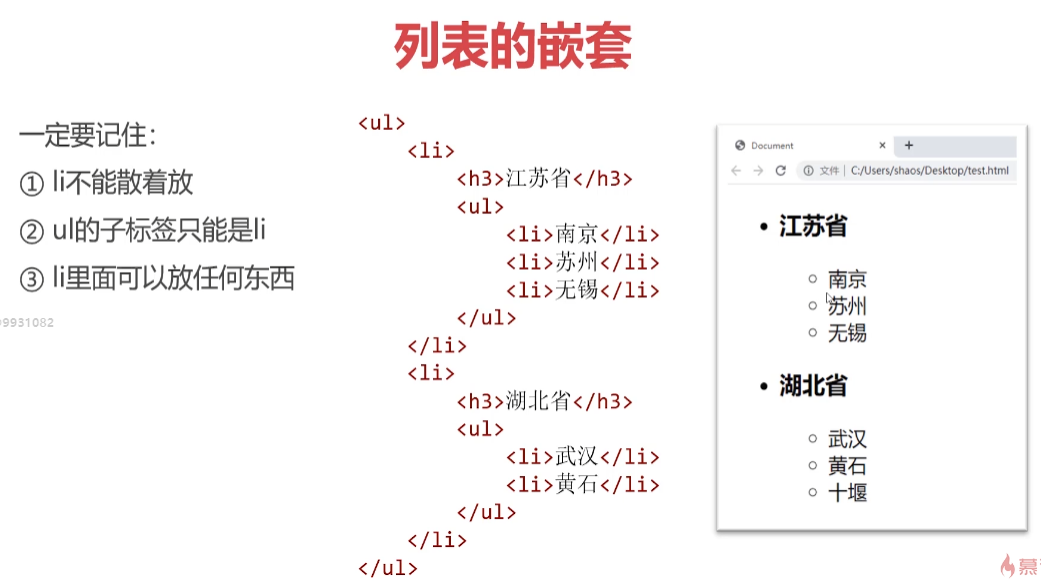 列表的嵌套
一定要记住：
① li不能散着放
② ul的子标签只能是li
③ li里面可以放任何东西
9931082
<ul>
<li>
<h3>江苏省</h3>
<ul>
<li>南京</li>
<li>苏州</li>
<li>无锡</li>
</ul>
</li>
<li>
<h3>湖北省</h3>
<ul>
<li>武汉</li>
<li>黄石</li>
</ul>
</li>
</ul>
Document
文件 | C:/Users/shaos/Desktop/test.html
• 江苏省
○ 南京
○ 苏州
○ 无锡
• 湖北省
○ 武汉
○ 黄石
○ 十堰
慕